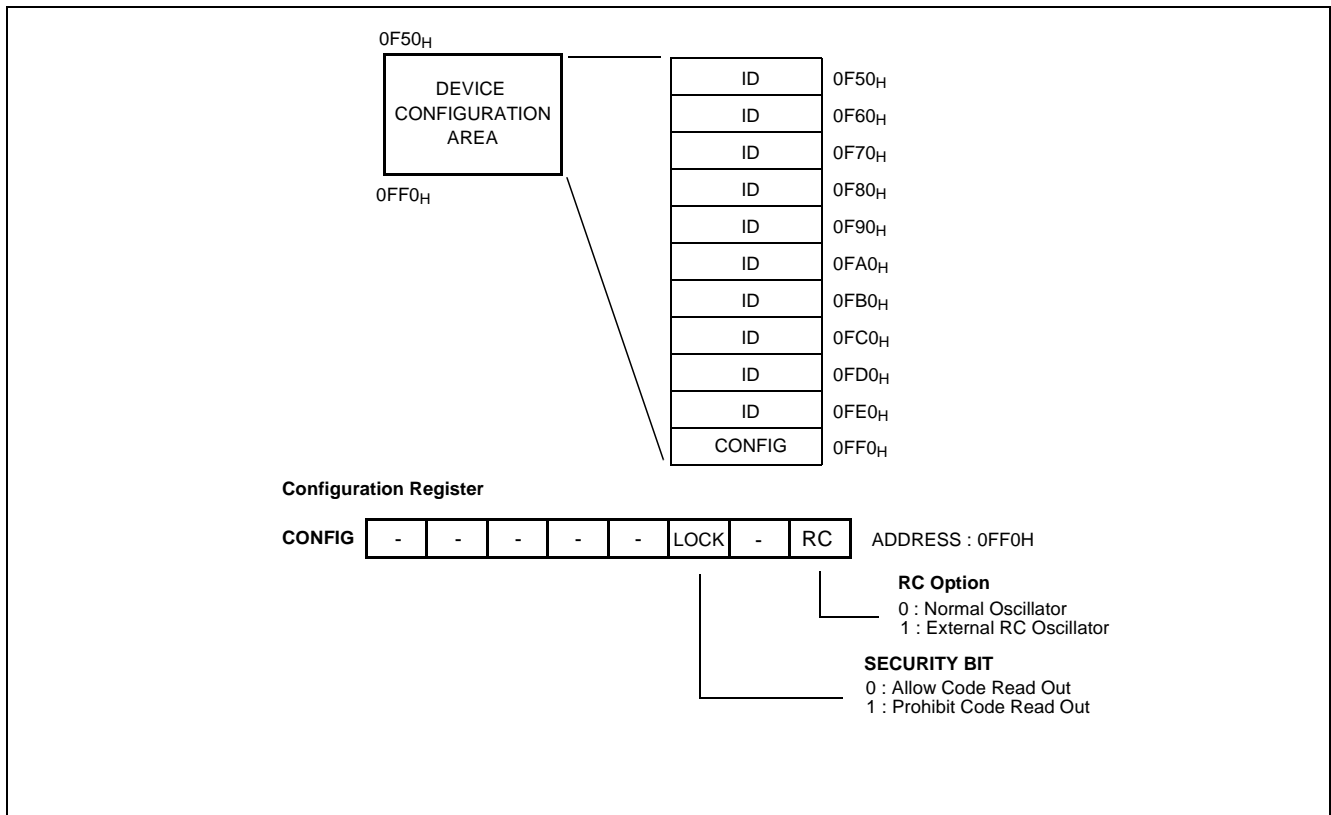 0F50H
DEVICE
CONFIGURATION
AREA
0FF0H
ID 0F50H
ID 0F60H
ID 0F70H
ID 0F80H
ID 0F90H
ID 0FA0H
ID 0FB0H
ID 0FC0H
ID 0FD0H
ID 0FE0H
CONFIG 0FF0H
Configuration Register
CONFIG - - - - - LOCK - RC ADDRESS : 0FF0H
RC Option
0 : Normal Oscillator
1 : External RC Oscillator
SECURITY BIT
0 : Allow Code Read Out
1 : Prohibit Code Read Out